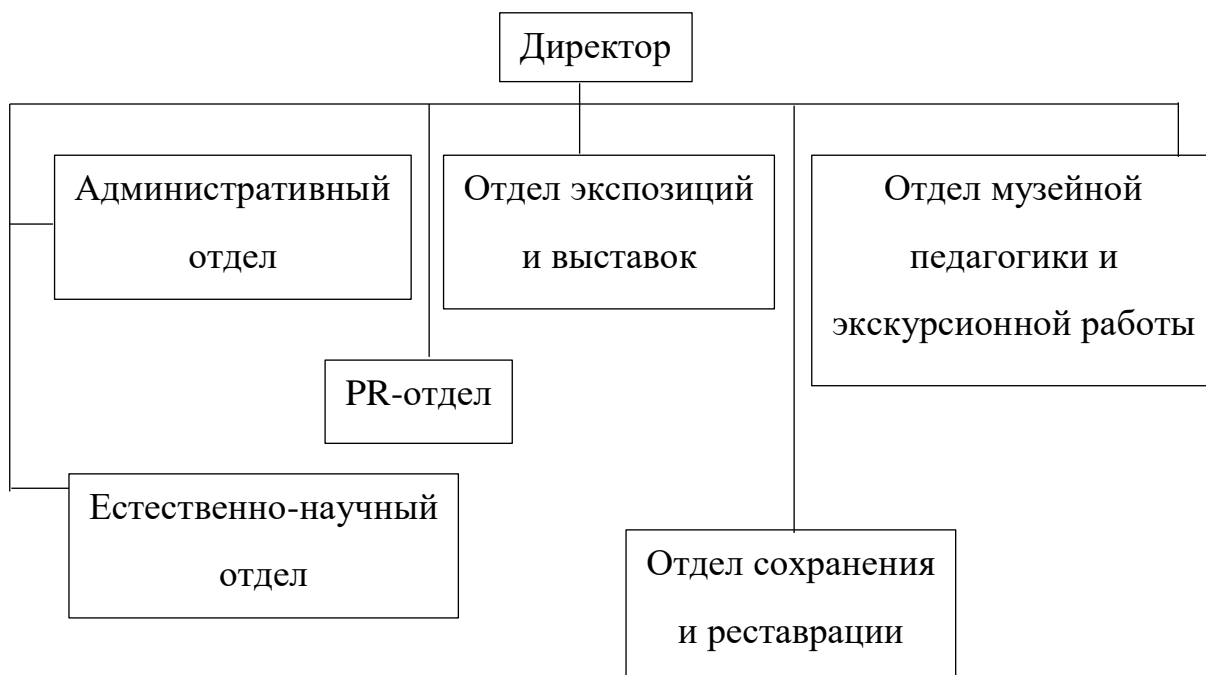 Директор
Административный
отдел
Отдел экспозиций
и выставок
Отдел музейной
педагогики и
экскурсионной работы
PR-отдел
Естественно-научный
отдел
Отдел сохранения
и реставрации